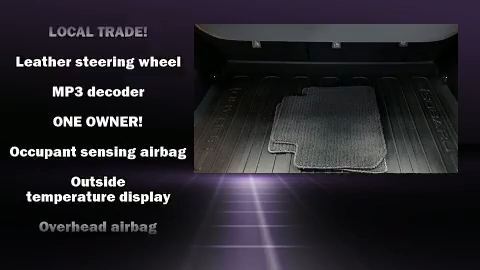 LOCAL TRADE!
Leather steering wheel
MP3 decoder
ONE OWNER!
Occupant sensing airbag
Outside
temperature display
Overhead airbag